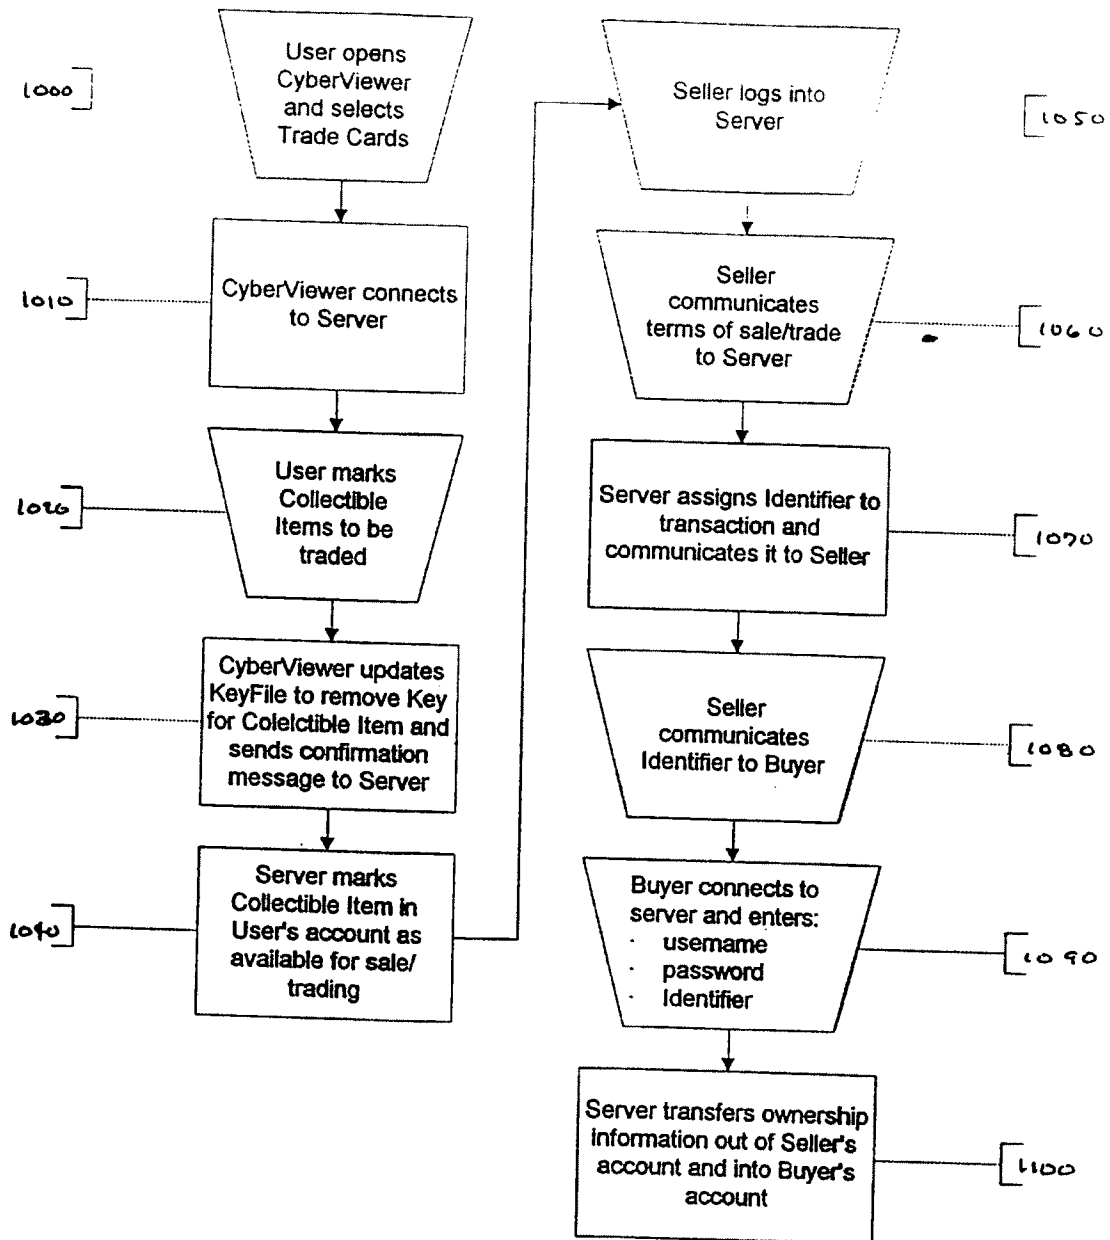 1000
User opens
CyberViewer
and selects
Trade Cards
1010
CyberViewer connects
to Server
1020
User marks
Collectible
Items to be
traded
1030
CyberViewer updates
KeyFile to remove Key
for Colelctible Item and
sends confirmation
message to Server
1040
Server marks
Collectible Item in
User's account as
available for sale/
trading
Seller logs into
Server
1050
Seller
communicates
terms of sale/trade
to Server
1060
Server assigns Identifier to
transaction and
communicates it to Seller
1070
Seller
communicates
Identifier to Buyer
1080
Buyer connects to
server and enters:
· username
· password
· Identifier
1090
Server transfers ownership
information out of Seller's
account and into Buyer's
account
1100